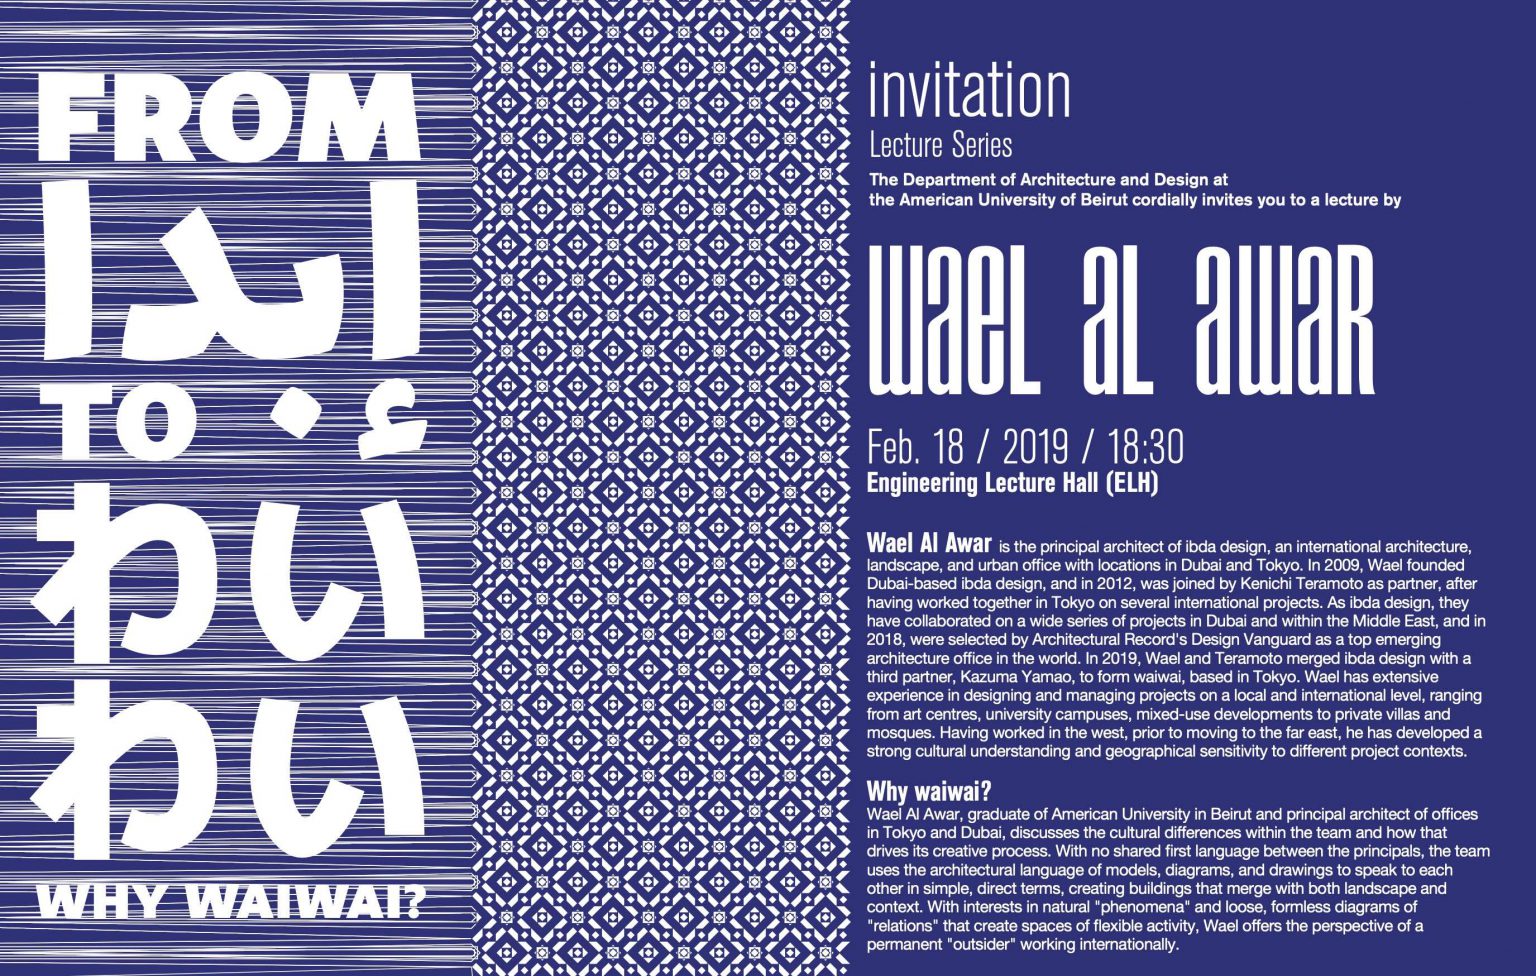 FROM
إبدا
TO
わい
わい
WHY WAIWAI?
invitation
Lecture Series
The Department of Architecture and Design at
the American University of Beirut cordially invites you to a lecture by
waeL aL awaR
Feb. 18 / 2019 / 18:30
Engineering Lecture Hall (ELH)
Wael Al Awar is the principal architect of ibda design, an international architecture,
landscape, and urban office with locations in Dubai and Tokyo. In 2009, Wael founded
Dubai-based ibda design, and in 2012, was joined by Kenichi Teramoto as partner, after
having worked together in Tokyo on several international projects. As ibda design, they
have collaborated on a wide series of projects in Dubai and within the Middle East, and in
2018, were selected by Architectural Record's Design Vanguard as a top emerging
architecture office in the world. In 2019, Wael and Teramoto merged ibda design with a
third partner, Kazuma Yamao, to form waiwai, based in Tokyo. Wael has extensive
experience in designing and managing projects on a local and international level, ranging
from art centres, university campuses, mixed-use developments to private villas and
mosques. Having worked in the west, prior to moving to the far east, he has developed a
strong cultural understanding and geographical sensitivity to different project contexts.
Why waiwai?
Wael Al Awar, graduate of American University in Beirut and principal architect of offices
in Tokyo and Dubai, discusses the cultural differences within the team and how that
drives its creative process. With no shared first language between the principals, the team
uses the architectural language of models, diagrams, and drawings to speak to each
other in simple, direct terms, creating buildings that merge with both landscape and
context. With interests in natural "phenomena" and loose, formless diagrams of
"relations" that create spaces of flexible activity, Wael offers the perspective of a
permanent "outsider" working internationally.